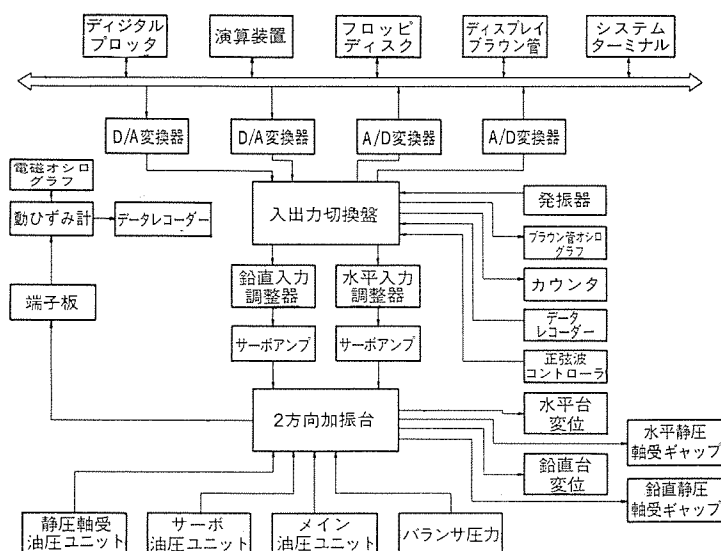 ディジタル
プロッタ
演算装置
フロッピ
ディスク
ディスプレイ
ブラウン管
システム
ターミナル
D/A変換器
D/A変換器
A/D変換器
A/D変換器
電磁オシロ
グラフ
動ひずみ計
データレコーダー
入出力切換盤
発振器
ブラウン管オシロ
グラフ
カウンタ
データ
レコーダー
正弦波
コントローラ
端子板
鉛直入力
調整器
水平入力
調整器
サーボアンプ
サーボアンプ
2方向加振台
水平台
変位
水平静圧
軸受ギャップ
鉛直台
変位
鉛直静圧
軸受ギャップ
静圧軸受
油圧ユニット
サーボ
油圧ユニット
メイン
油圧ユニット
バランサ圧力